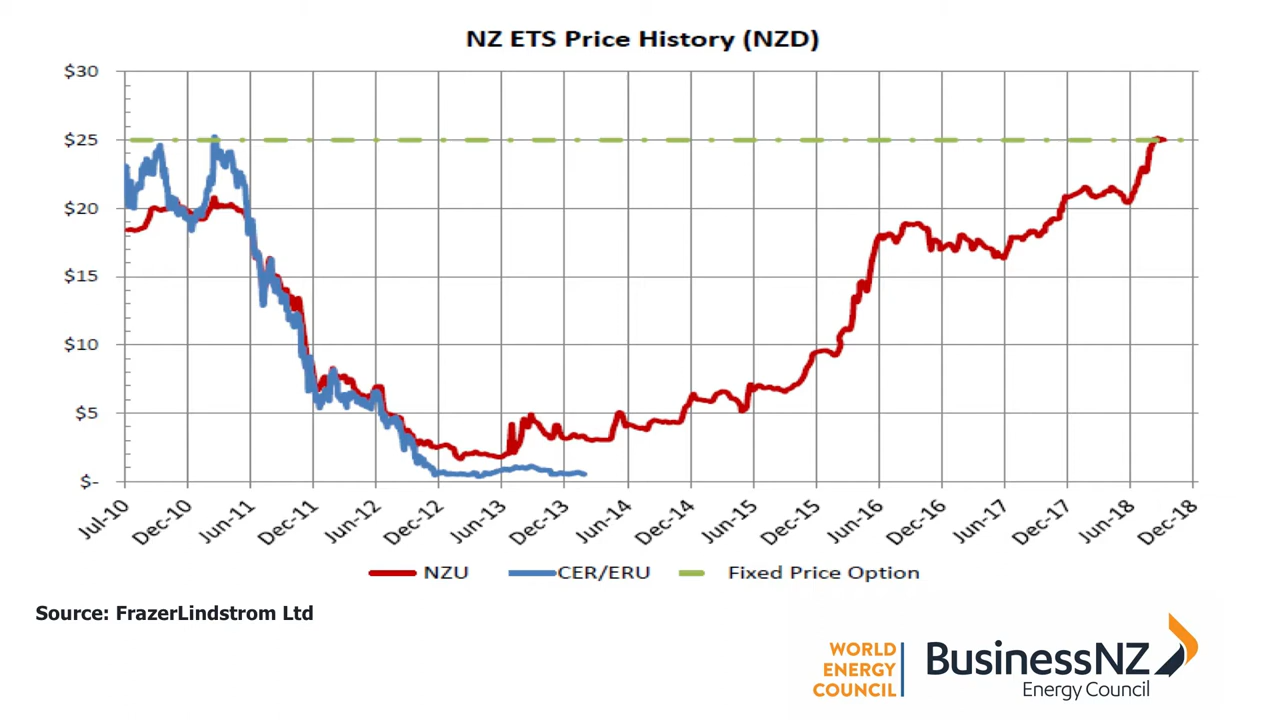 NZ ETS Price History (NZD)
$30
$25
$20
$15
$10
$5
$-
Jul-10 Dec-10 Jun-11 Dec-11 Jun-12 Dec-12 Jun-13 Dec-13 Jun-14 Dec-14 Jun-15 Dec-15 Jun-16 Dec-16 Jun-17 Dec-17 Jun-18 Dec-18
NZU CER/ERU Fixed Price Option
Source: FrazerLindstrom Ltd
WORLD
ENERGY
COUNCIL
BusinessNZ
Energy Council